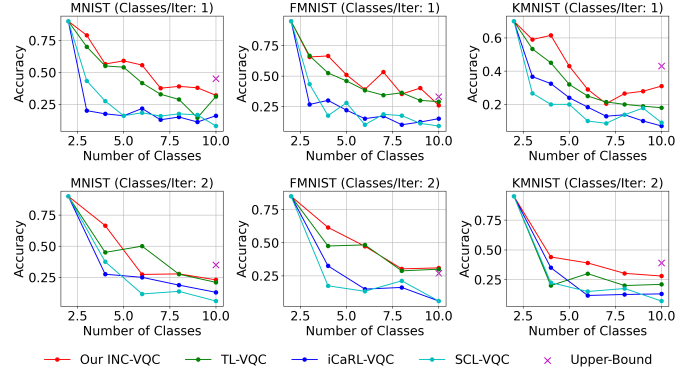 MNIST (Classes/Iter: 1)
FMNIST (Classes/Iter: 1)
KMNIST (Classes/Iter: 1)
Accuracy
0.75
0.50
0.25
2.5 5.0 7.5 10.0
Number of Classes
Accuracy
0.75
0.50
0.25
2.5 5.0 7.5 10.0
Number of Classes
Accuracy
0.6
0.4
0.2
2.5 5.0 7.5 10.0
Number of Classes
MNIST (Classes/Iter: 2)
FMNIST (Classes/Iter: 2)
KMNIST (Classes/Iter: 2)
Accuracy
0.75
0.50
0.25
2.5 5.0 7.5 10.0
Number of Classes
Accuracy
0.75
0.50
0.25
2.5 5.0 7.5 10.0
Number of Classes
Accuracy
0.75
0.50
0.25
2.5 5.0 7.5 10.0
Number of Classes
Our INC-VQC TL-VQC iCaRL-VQC SCL-VQC Upper-Bound